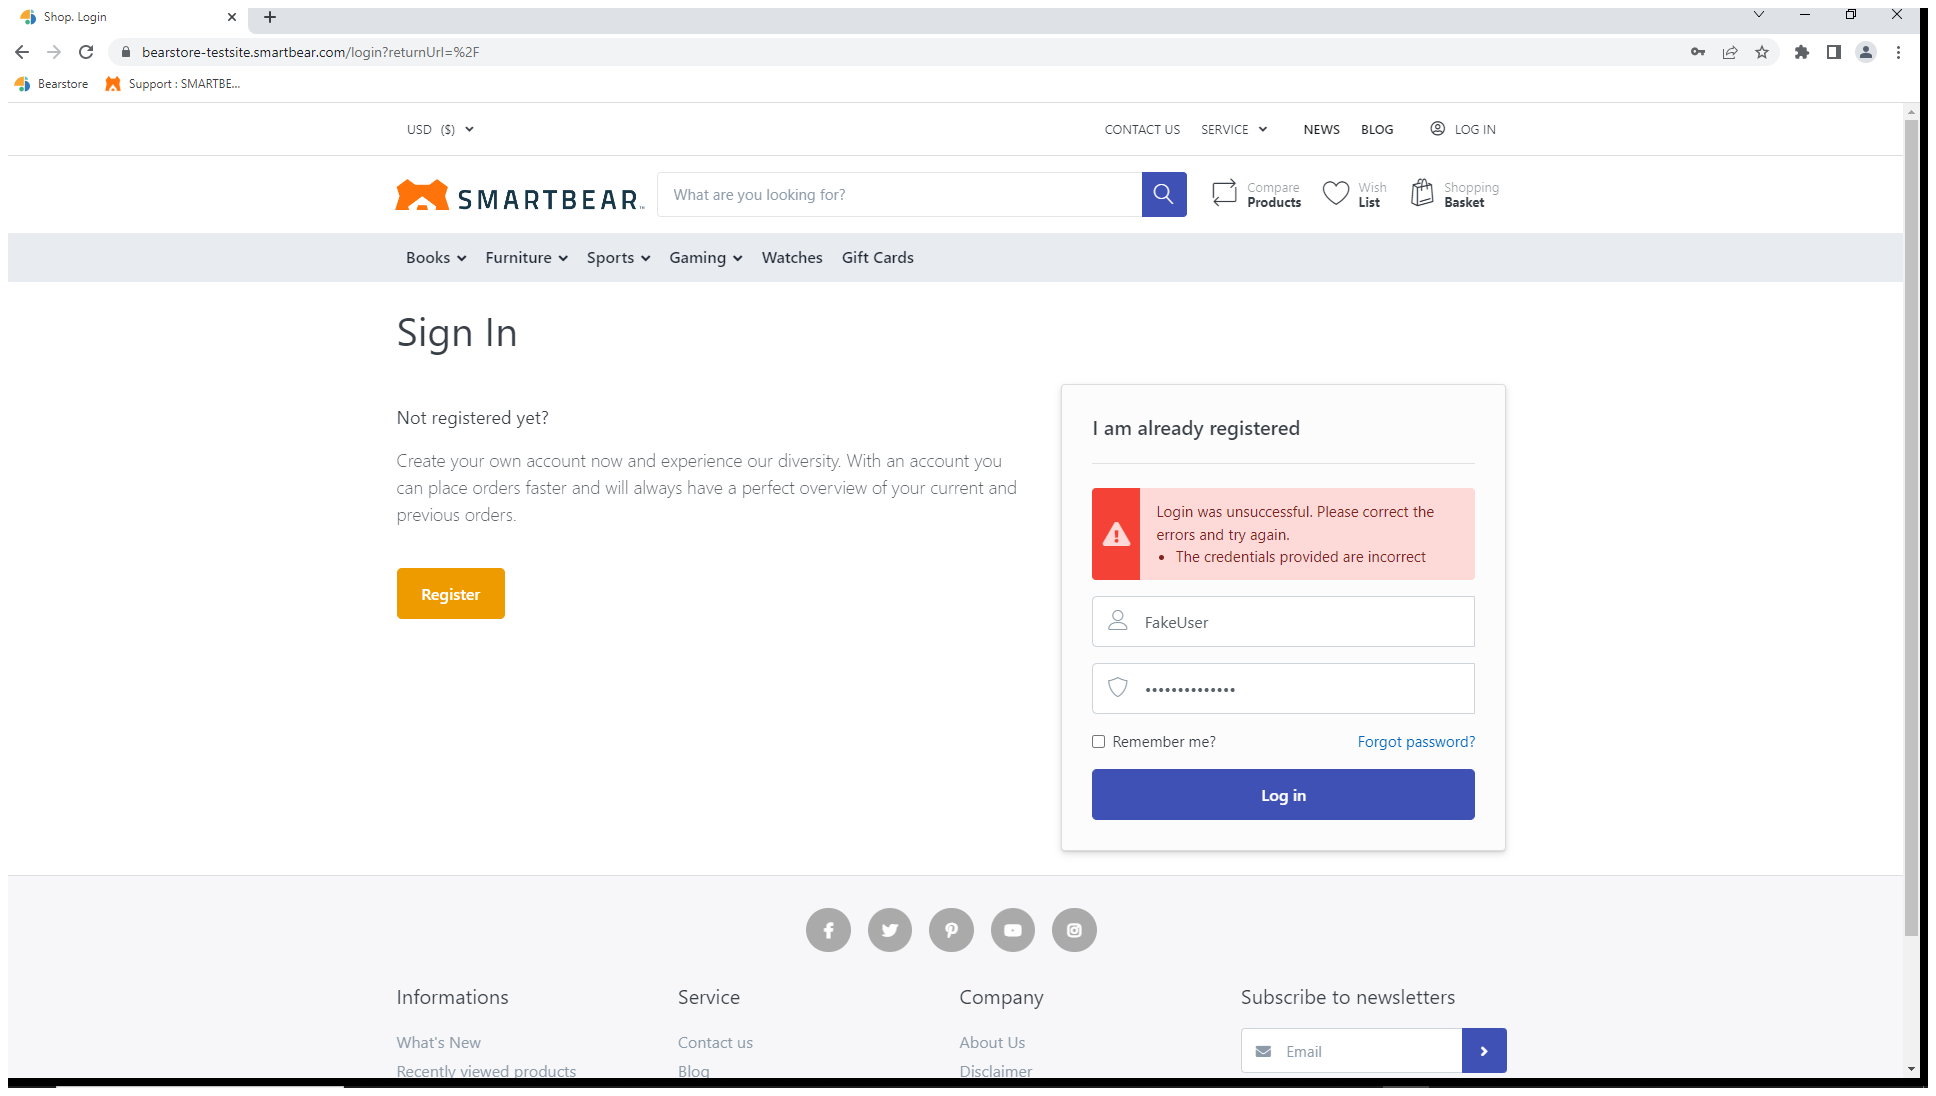 Shop. Login
bearstore-testsite.smartbear.com/login?returnUrl=%2F
Bearstore
Support : SMARTBE...
USD ($)
CONTACT US
SERVICE
NEWS
BLOG
LOG IN
SMARTBEAR™
What are you looking for?
Compare
Products
Wish
List
Shopping
Basket
Books
Furniture
Sports
Gaming
Watches
Gift Cards
Sign In
Not registered yet?
Create your own account now and experience our diversity. With an account you
can place orders faster and will always have a perfect overview of your current and
previous orders.
Register
I am already registered
Login was unsuccessful. Please correct the
errors and try again.
• The credentials provided are incorrect
FakeUser
••••••••••••••
Remember me?
Forgot password?
Log in
Informations
What's New
Recently viewed products
Service
Contact us
Blog
Company
About Us
Disclaimer
Subscribe to newsletters
Email